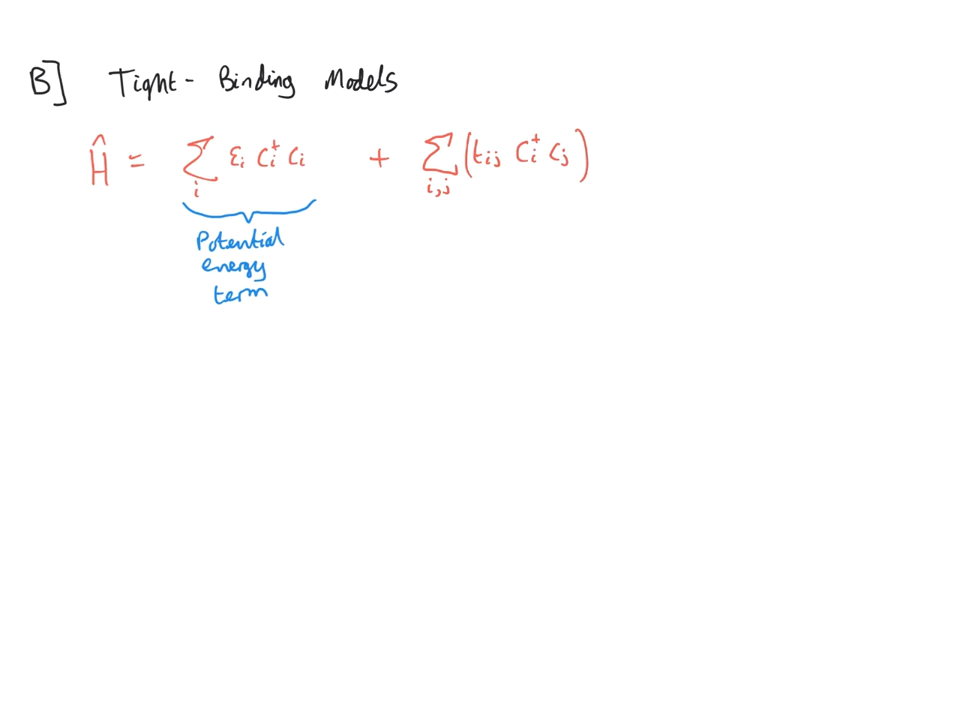 B] Tight-Binding Models
Ĥ = ∑ᵢ εᵢ cᵢ† cᵢ + ∑ᵢ,ⱼ (tᵢⱼ cᵢ† cⱼ)
Potential
energy
term